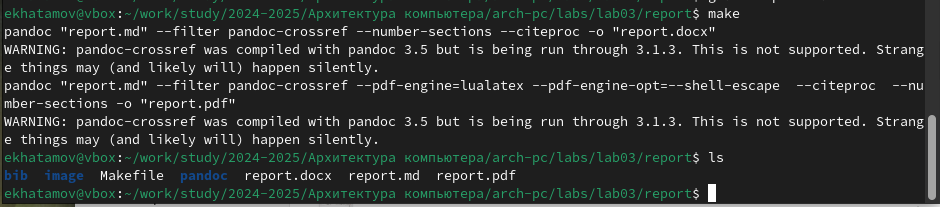 ekhatamov@vbox:~/work/study/2024-2025/Архитектура компьютера/arch-pc/labs/lab03/report$ make
pandoc "report.md" --filter pandoc-crossref --number-sections --citeproc -o "report.docx"
WARNING: pandoc-crossref was compiled with pandoc 3.5 but is being run through 3.1.3. This is not supported. Strang
e things may (and likely will) happen silently.
pandoc "report.md" --filter pandoc-crossref --pdf-engine=lualatex --pdf-engine-opt=--shell-escape  --citeproc  --nu
mber-sections -o "report.pdf"
WARNING: pandoc-crossref was compiled with pandoc 3.5 but is being run through 3.1.3. This is not supported. Strang
e things may (and likely will) happen silently.
ekhatamov@vbox:~/work/study/2024-2025/Архитектура компьютера/arch-pc/labs/lab03/report$ ls
bib  image  Makefile  pandoc  report.docx  report.md  report.pdf
ekhatamov@vbox:~/work/study/2024-2025/Архитектура компьютера/arch-pc/labs/lab03/report$